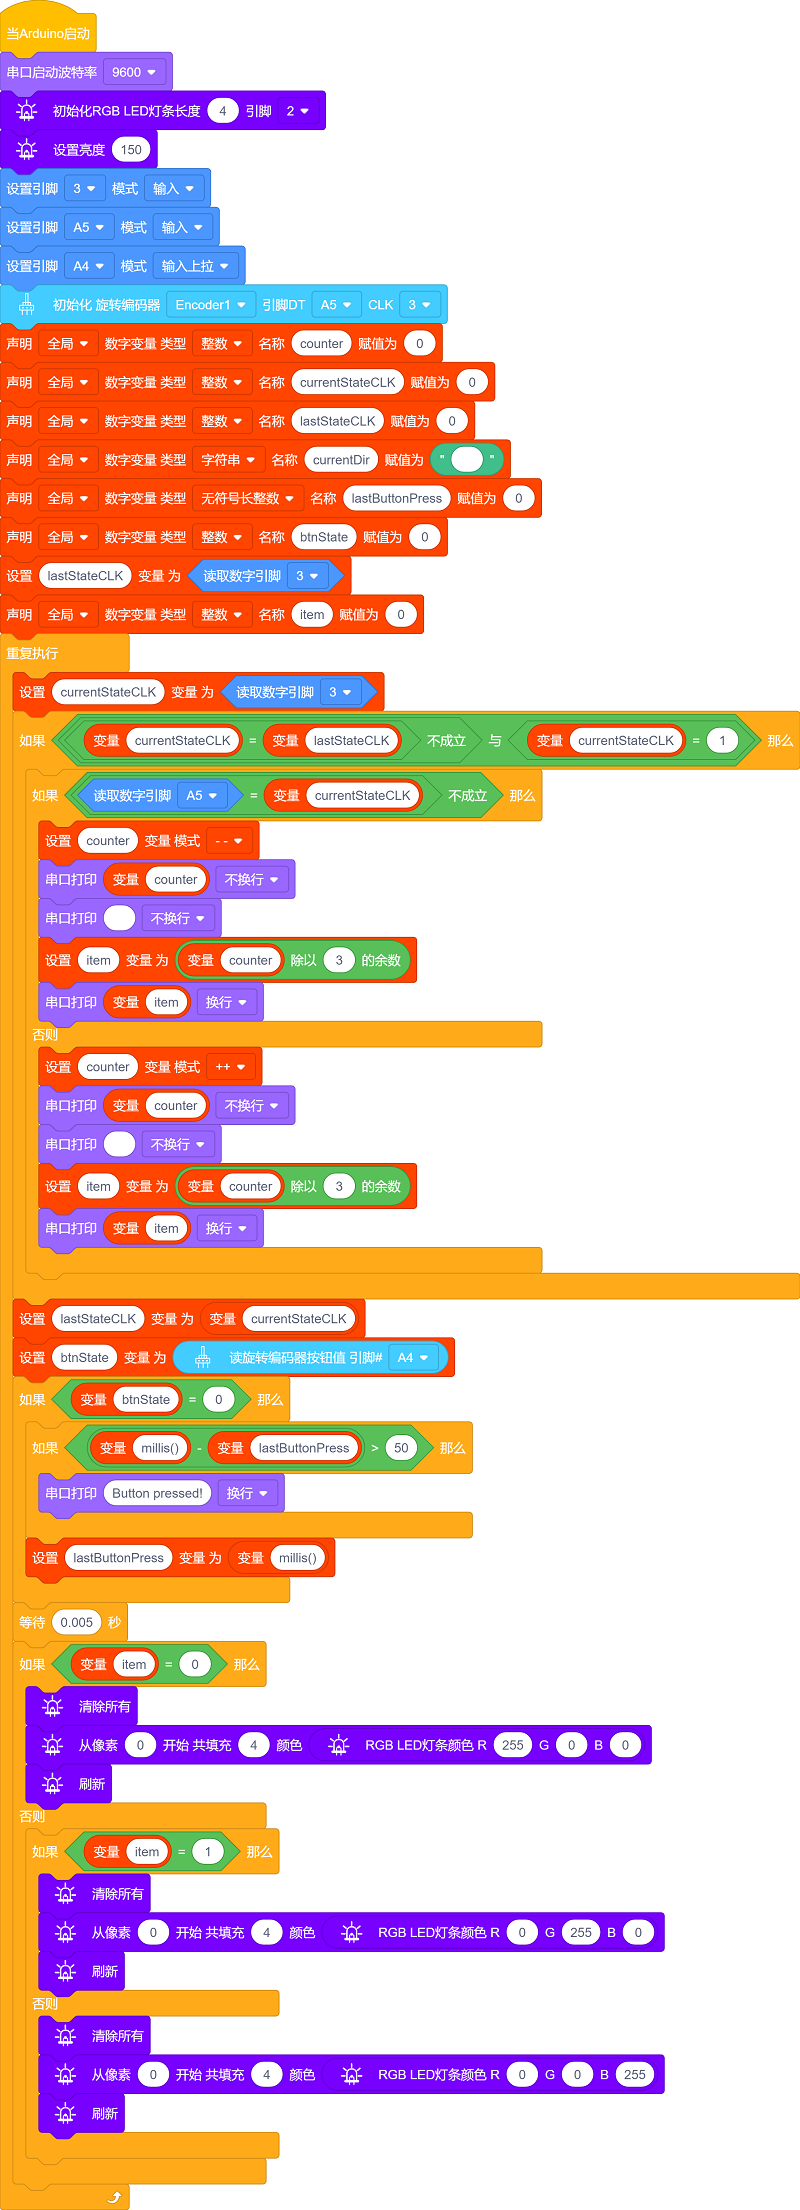 当Arduino启动
串口启动波特率 9600
初始化RGB LED灯条长度 4 引脚 2
设置亮度 150
设置引脚 3 模式 输入
设置引脚 A5 模式 输入
设置引脚 A4 模式 输入上拉
初始化 旋转编码器 Encoder1 引脚DT A5 CLK 3
声明 全局 数字变量 类型 整数 名称 counter 赋值为 0
声明 全局 数字变量 类型 整数 名称 currentStateCLK 赋值为 0
声明 全局 数字变量 类型 整数 名称 lastStateCLK 赋值为 0
声明 全局 数字变量 类型 字符串 名称 currentDir 赋值为 " "
声明 全局 数字变量 类型 无符号长整数 名称 lastButtonPress 赋值为 0
声明 全局 数字变量 类型 整数 名称 btnState 赋值为 0
设置 lastStateCLK 变量 为 读取数字引脚 3
声明 全局 数字变量 类型 整数 名称 item 赋值为 0
重复执行
设置 currentStateCLK 变量 为 读取数字引脚 3
如果 变量 currentStateCLK = 变量 lastStateCLK 不成立 与 变量 currentStateCLK = 1 那么
如果 读取数字引脚 A5 = 变量 currentStateCLK 不成立 那么
设置 counter 变量 模式 - -
串口打印 变量 counter 不换行
串口打印 不换行
设置 item 变量 为 变量 counter 除以 3 的余数
串口打印 变量 item 换行
否则
设置 counter 变量 模式 ++
串口打印 变量 counter 不换行
串口打印 不换行
设置 item 变量 为 变量 counter 除以 3 的余数
串口打印 变量 item 换行
设置 lastStateCLK 变量 为 变量 currentStateCLK
设置 btnState 变量 为 读旋转编码器按钮值 引脚# A4
如果 变量 btnState = 0 那么
如果 变量 millis() - 变量 lastButtonPress > 50 那么
串口打印 Button pressed! 换行
设置 lastButtonPress 变量 为 变量 millis()
等待 0.005 秒
如果 变量 item = 0 那么
清除所有
从像素 0 开始 共填充 4 颜色 RGB LED灯条颜色 R 255 G 0 B 0
刷新
否则
如果 变量 item = 1 那么
清除所有
从像素 0 开始 共填充 4 颜色 RGB LED灯条颜色 R 0 G 255 B 0
刷新
否则
清除所有
从像素 0 开始 共填充 4 颜色 RGB LED灯条颜色 R 0 G 0 B 255
刷新